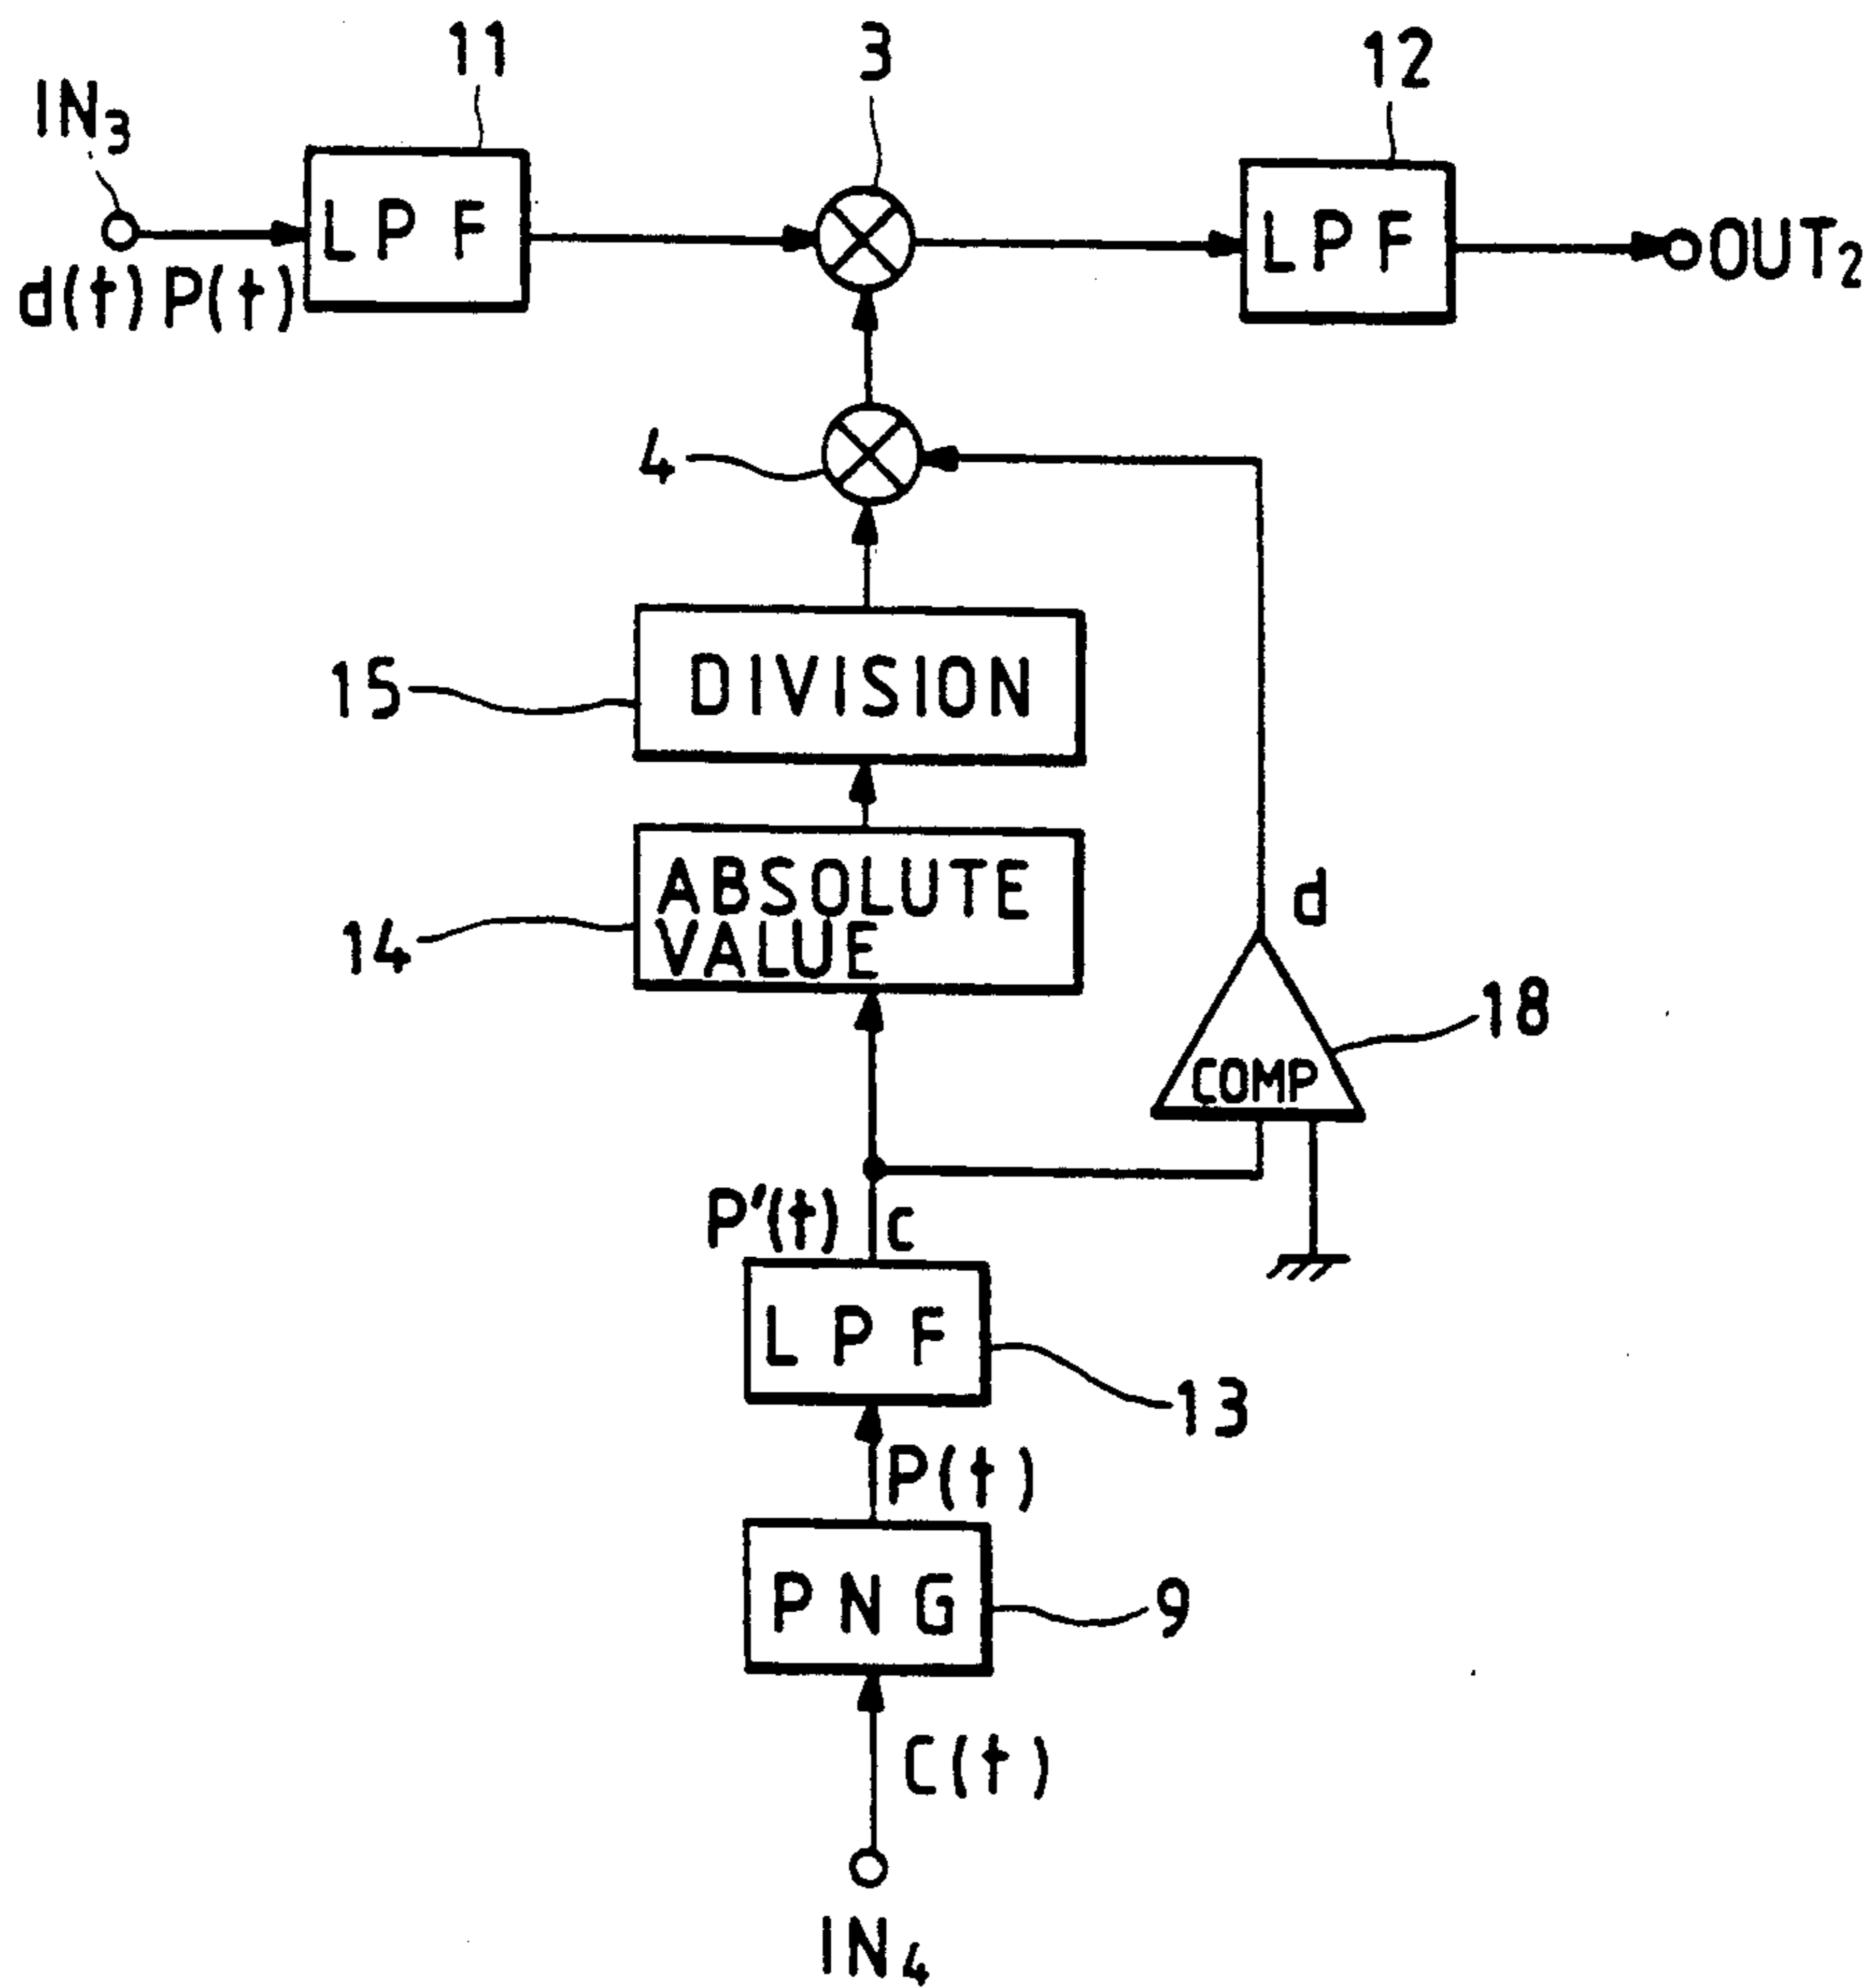 11
3
12
IN3
LPF
LPF
OUT2
d(t)P(t)
4
15
DIVISION
14
ABSOLUTE
VALUE
d
18
COMP
P'(t)
c
LPF
13
P(t)
PNG
9
C(t)
IN4